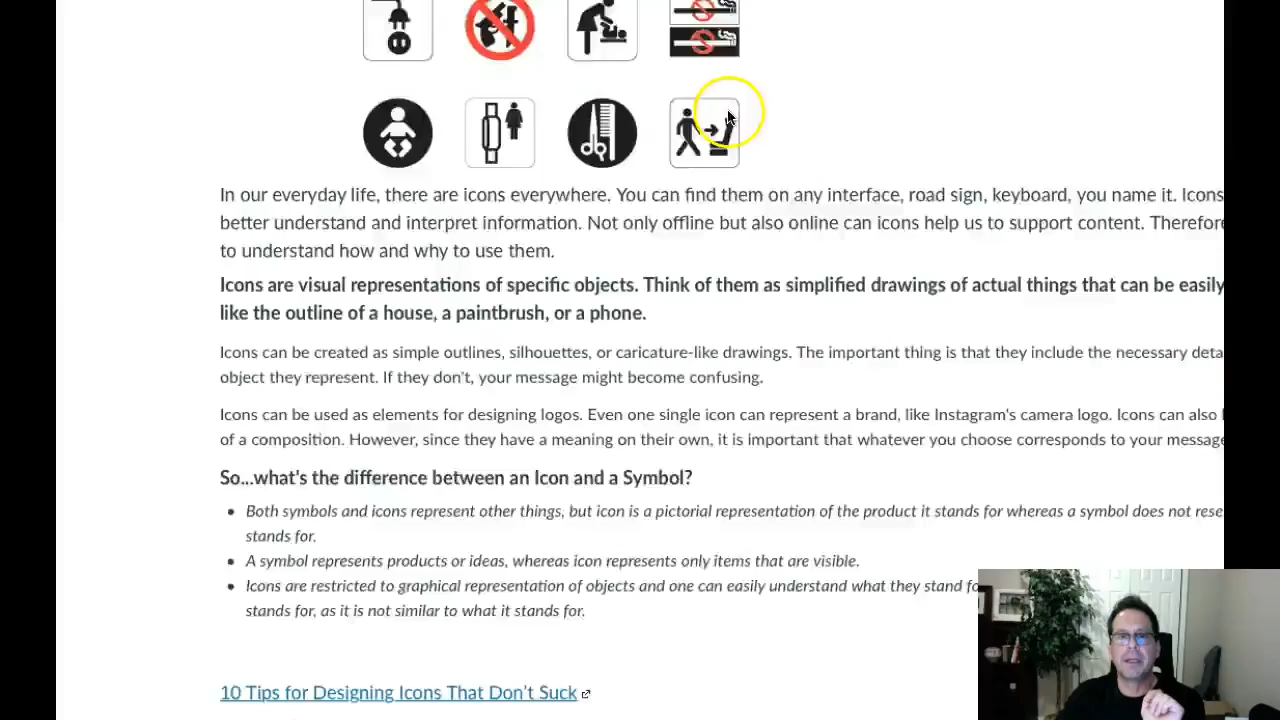 In our everyday life, there are icons everywhere. You can find them on any interface, road sign, keyboard, you name it. Icons
better understand and interpret information. Not only offline but also online can icons help us to support content. Therefor
to understand how and why to use them.
Icons are visual representations of specific objects. Think of them as simplified drawings of actual things that can be easily
like the outline of a house, a paintbrush, or a phone.
Icons can be created as simple outlines, silhouettes, or caricature-like drawings. The important thing is that they include the necessary deta
object they represent. If they don't, your message might become confusing.
Icons can be used as elements for designing logos. Even one single icon can represent a brand, like Instagram's camera logo. Icons can also
of a composition. However, since they have a meaning on their own, it is important that whatever you choose corresponds to your message
So...what's the difference between an Icon and a Symbol?
Both symbols and icons represent other things, but icon is a pictorial representation of the product it stands for whereas a symbol does not rese
stands for.
A symbol represents products or ideas, whereas icon represents only items that are visible.
Icons are restricted to graphical representation of objects and one can easily understand what they stand fo
stands for, as it is not similar to what it stands for.
10 Tips for Designing Icons That Don't Suck